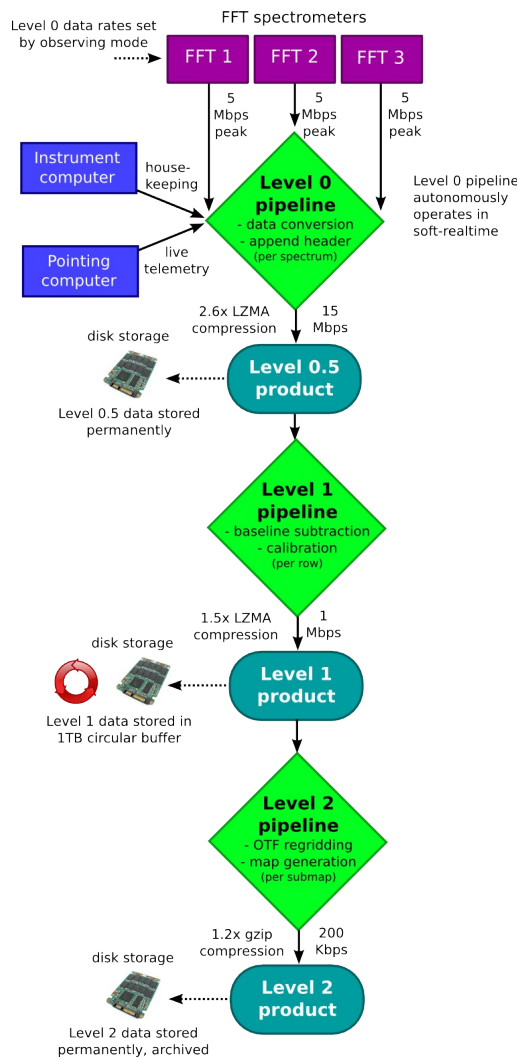 FFT spectrometers
Level 0 data rates set
by observing mode
FFT 1
FFT 2
FFT 3
5
Mbps
peak
5
Mbps
peak
5
Mbps
peak
Instrument
computer
house-
keeping
Pointing
computer
live
telemetry
Level 0
pipeline
- data conversion
- append header
(per spectrum)
Level 0 pipeline
autonomously
operates in
soft-realtime
2.6x LZMA
compression
15
Mbps
disk storage
Level 0.5
product
Level 0.5 data stored
permanently
Level 1
pipeline
- baseline subtraction
- calibration
(per row)
1.5x LZMA
compression
1
Mbps
disk storage
Level 1
product
Level 1 data stored in
1TB circular buffer
Level 2
pipeline
- OTF regridding
- map generation
(per submap)
1.2x gzip
compression
200
Kbps
disk storage
Level 2
product
Level 2 data stored
permanently, archived